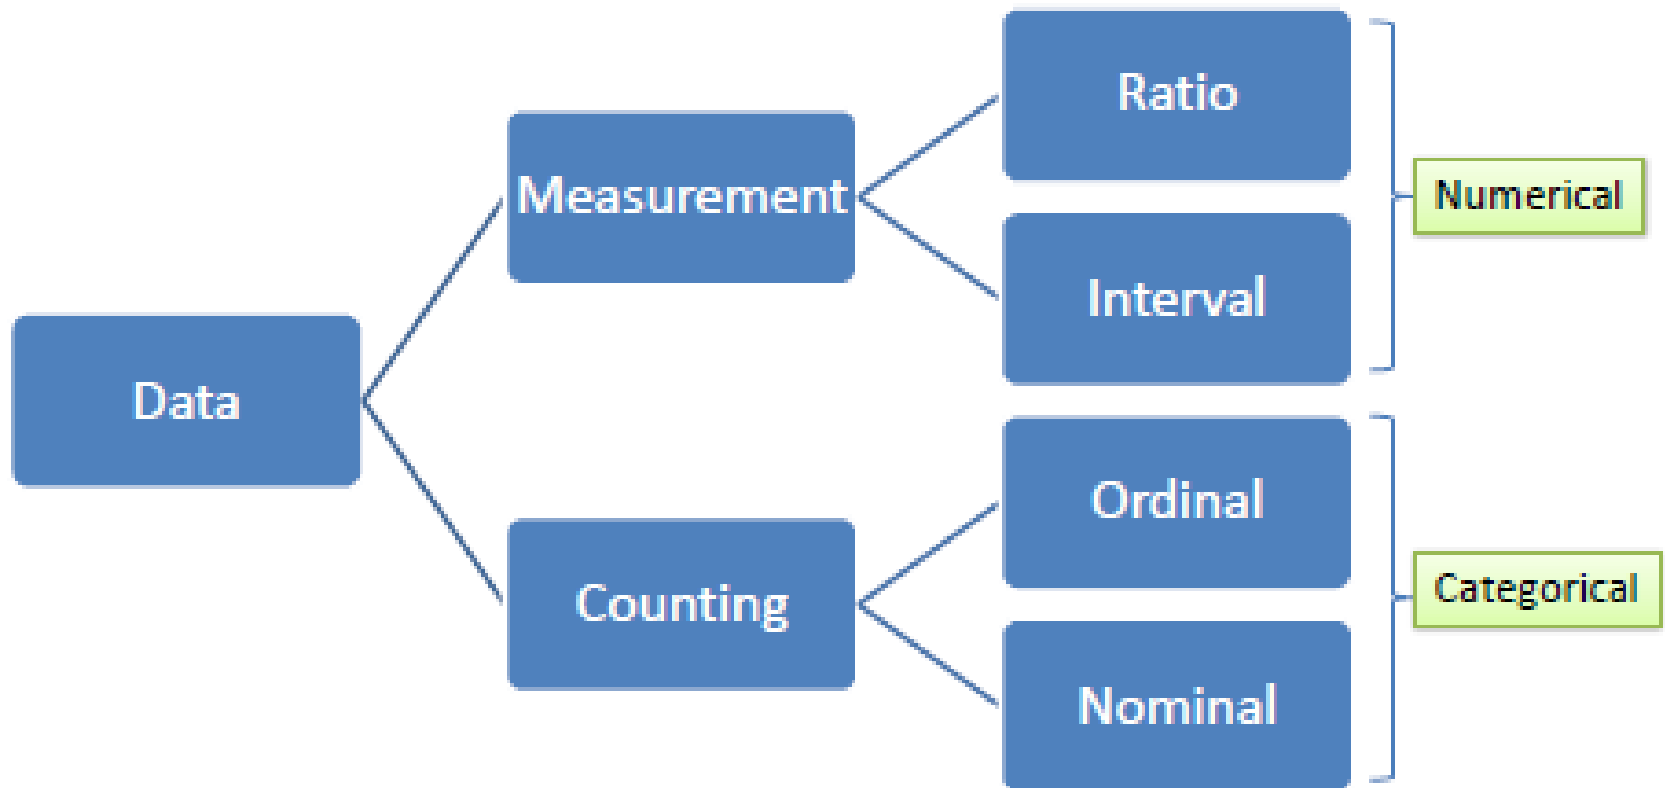 Data
Measurement
Counting
Ratio
Interval
Ordinal
Nominal
Numerical
Categorical